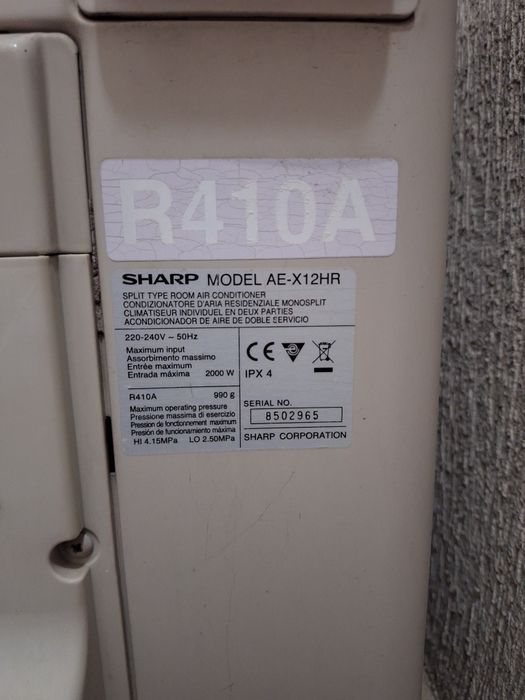 R410A
SHARP MODEL AE-X12HR
SPLIT TYPE ROOM AIR CONDITIONER
CONDIZIONATORE D'ARIA RESIDENZIALE MONOSPLIT
CLIMATISEUR INDIVIDUEL EN DEUX PARTIES
ACONDICIONADOR DE AIRE DE DOBLE SERVICIO
220-240V ~ 50Hz
Maximum input
Assorbimento massimo
Entrée maximum
Entrada máxima 2000 W
R410A 990 g
Maximum operating pressure
Pressione massima di esercizio
Pression de fonctionnement maximum
Presión de funcionamiento máxima
HI 4.15MPa LO 2.50MPa
CE
IPX 4
SERIAL NO.
8502965
SHARP CORPORATION